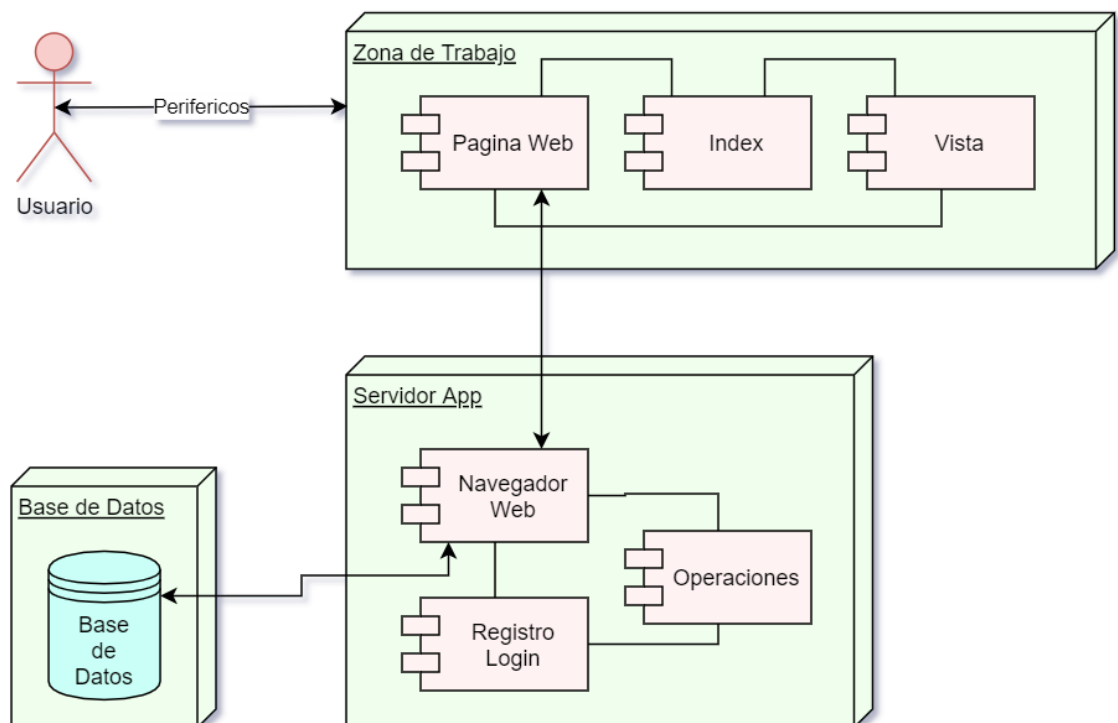 Zona de Trabajo
Perifericos
Pagina Web
Index
Vista
Usuario
Servidor App
Navegador
Web
Base de Datos
Operaciones
Base
de
Datos
Registro
Login